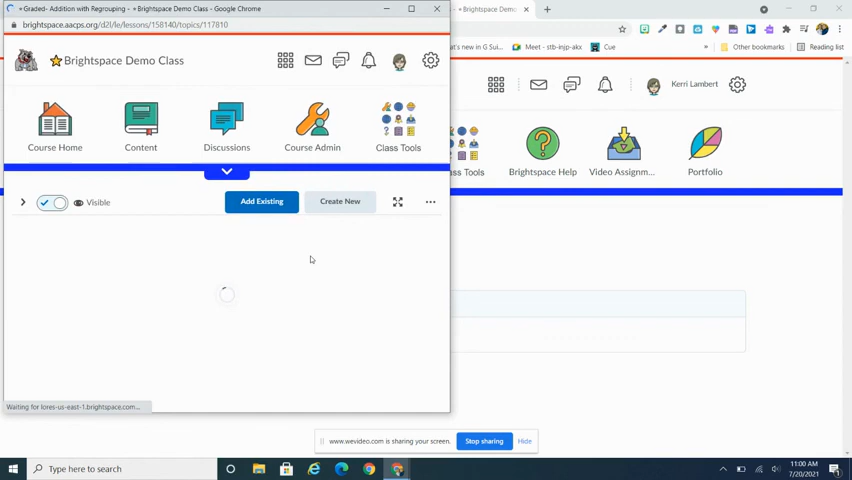 Graded- Addition with Regrouping - Brightspace Demo Class - Google Chrome
brightspace.aacps.org/d2l/le/lessons/158140/topics/117810
Brightspace Demo Class
Course Home
Content
Discussions
Course Admin
Class Tools
Visible
Add Existing
Create New
Waiting for lores-us-east-1.brightspace.com...
Brightspace Dem
hat's new in G Sui...
Meet - stb-injp-akx
Cue
»
Other bookmarks
Reading list
Kerri Lambert
ss Tools
Brightspace Help
Video Assignm...
Portfolio
www.wevideo.com is sharing your screen.
Stop sharing
Hide
Type here to search
11:00 AM
7/20/2021